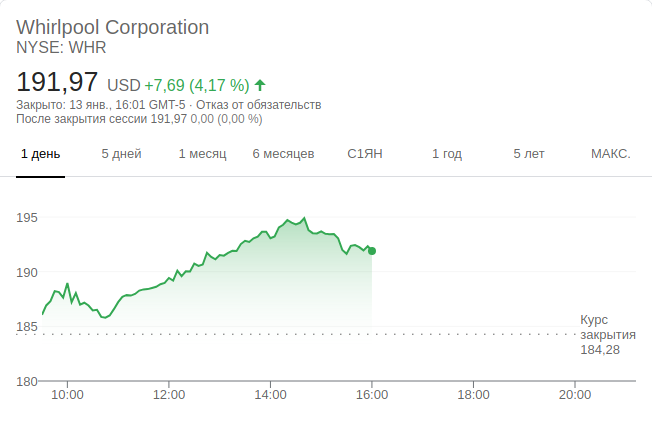 Whirlpool Corporation
NYSE: WHR
191,97 USD +7,69 (4,17 %)
Закрыто: 13 янв., 16:01 GMT-5 · Отказ от обязательств
После закрытия сессии 191,97 0,00 (0,00 %)
1 день 5 дней 1 месяц 6 месяцев С1ЯН 1 год 5 лет МАКС.
195
190
185
Курс
закрытия
184,28
180
10:00 12:00 14:00 16:00 18:00 20:00